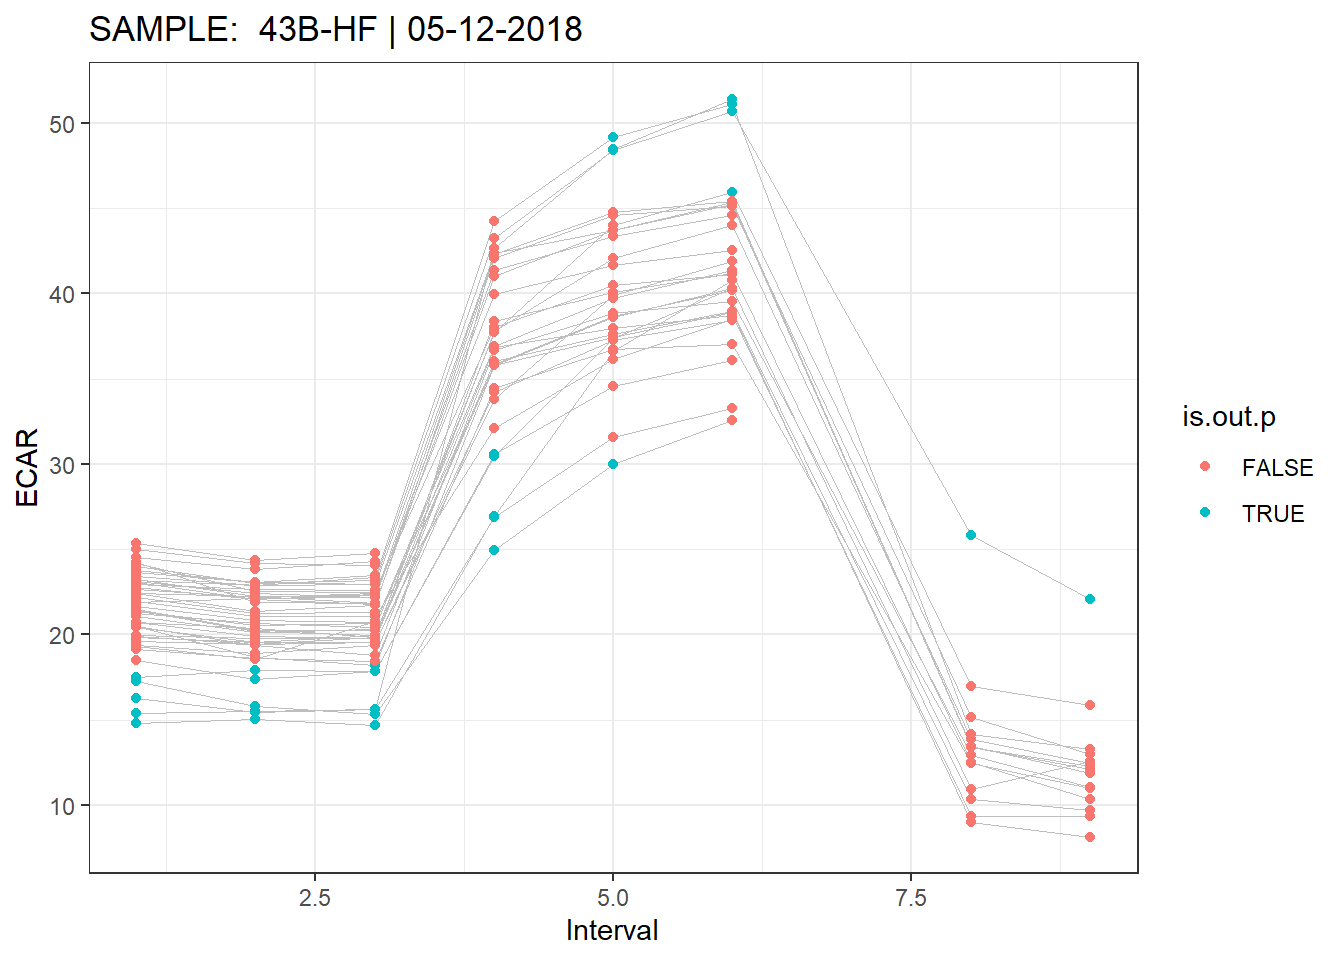 SAMPLE:  43B-HF | 05-12-2018
50
40
30
20
10
ECAR
2.5
5.0
7.5
Interval
is.out.p
FALSE
TRUE